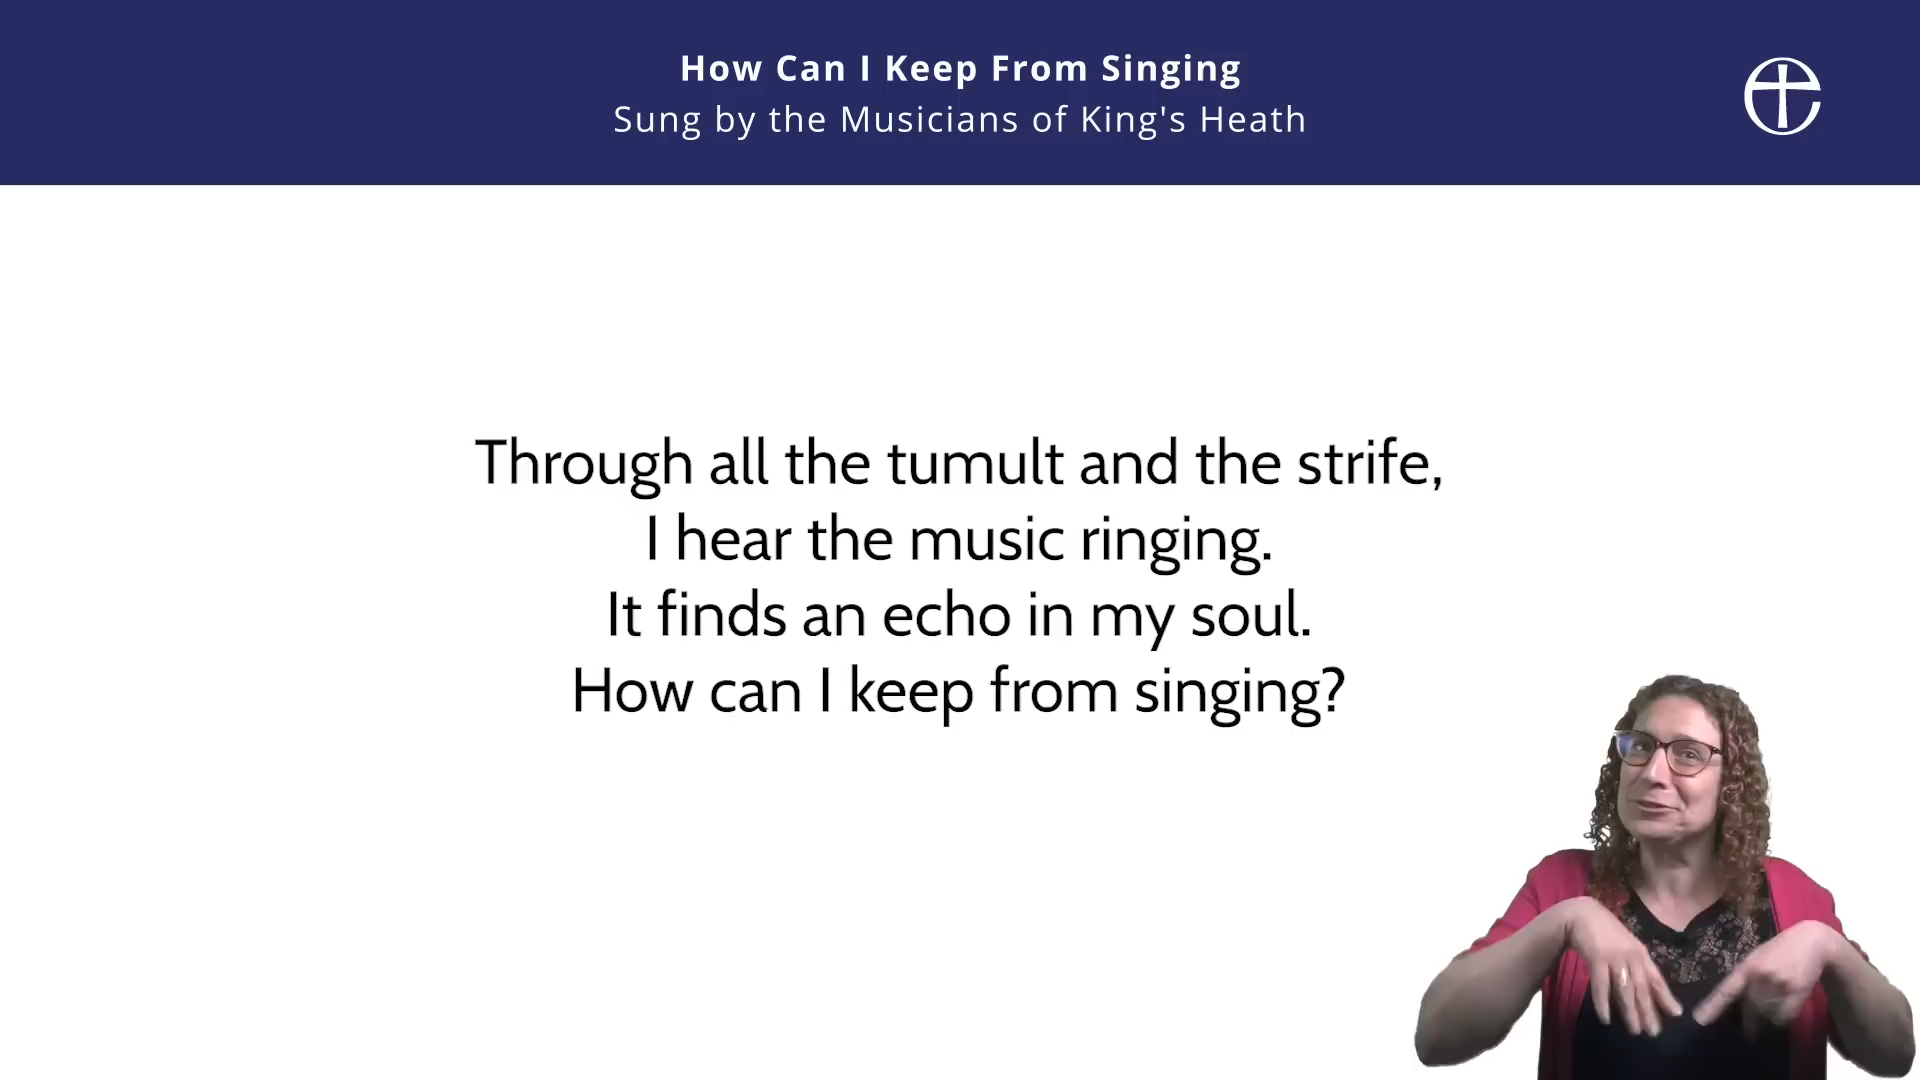 How Can I Keep From Singing
Sung by the Musicians of King's Heath
Through all the tumult and the strife,
I hear the music ringing.
It finds an echo in my soul.
How can I keep from singing?